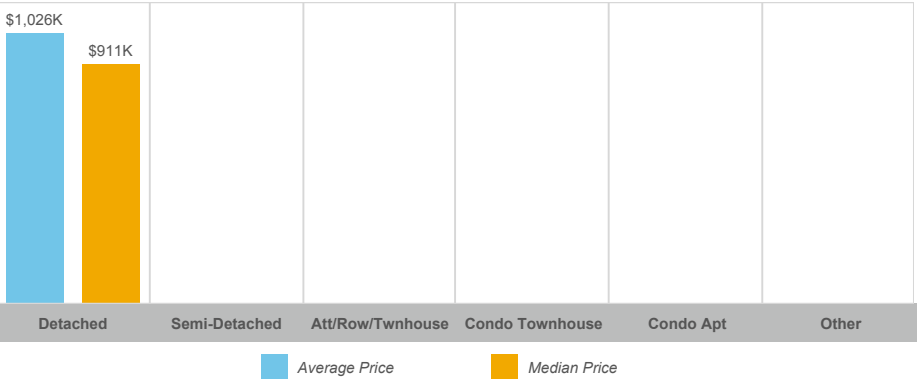 $1,026K
$911K
Detached Semi-Detached Att/Row/Twnhouse Condo Townhouse Condo Apt Other
Average Price Median Price